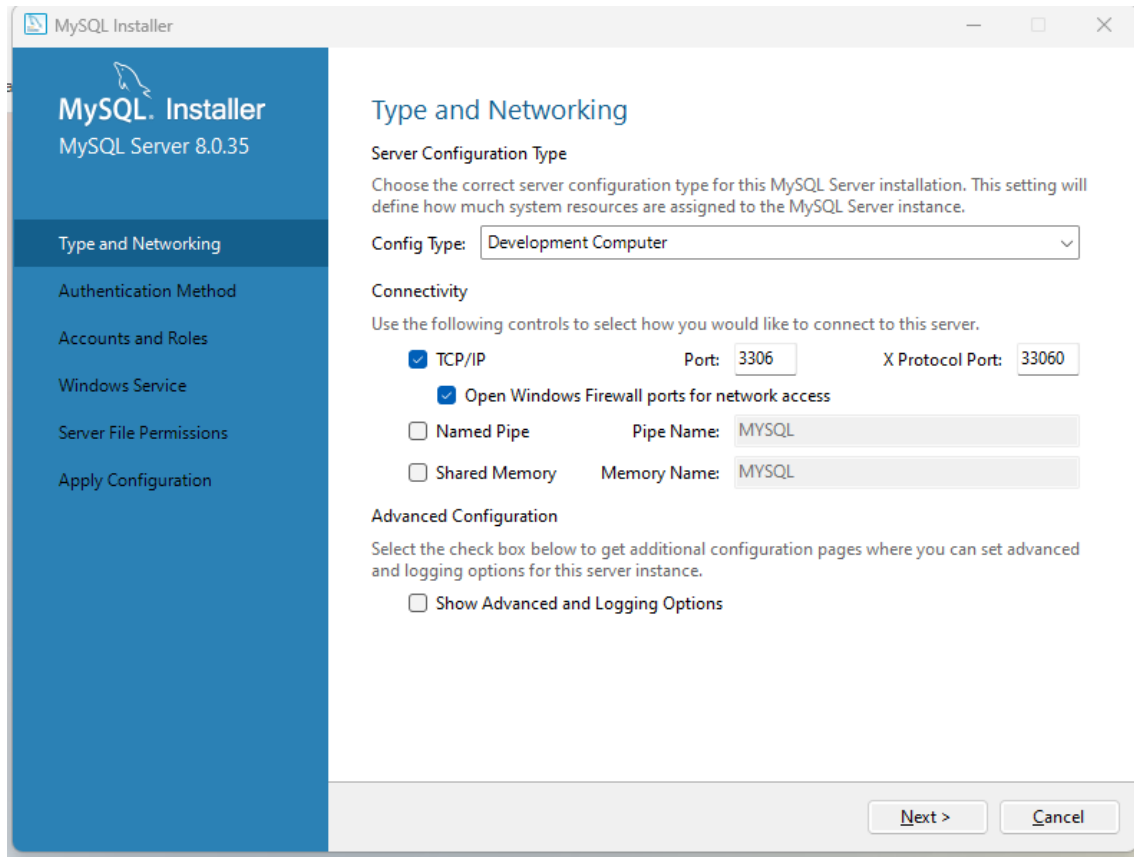 MySQL Installer
MySQL. Installer
MySQL Server 8.0.35
Type and Networking
Authentication Method
Accounts and Roles
Windows Service
Server File Permissions
Apply Configuration
Type and Networking
Server Configuration Type
Choose the correct server configuration type for this MySQL Server installation. This setting will
define how much system resources are assigned to the MySQL Server instance.
Config Type: Development Computer
Connectivity
Use the following controls to select how you would like to connect to this server.
TCP/IP Port: 3306 X Protocol Port: 33060
Open Windows Firewall ports for network access
Named Pipe Pipe Name: MYSQL
Shared Memory Memory Name: MYSQL
Advanced Configuration
Select the check box below to get additional configuration pages where you can set advanced
and logging options for this server instance.
Show Advanced and Logging Options
Next > Cancel